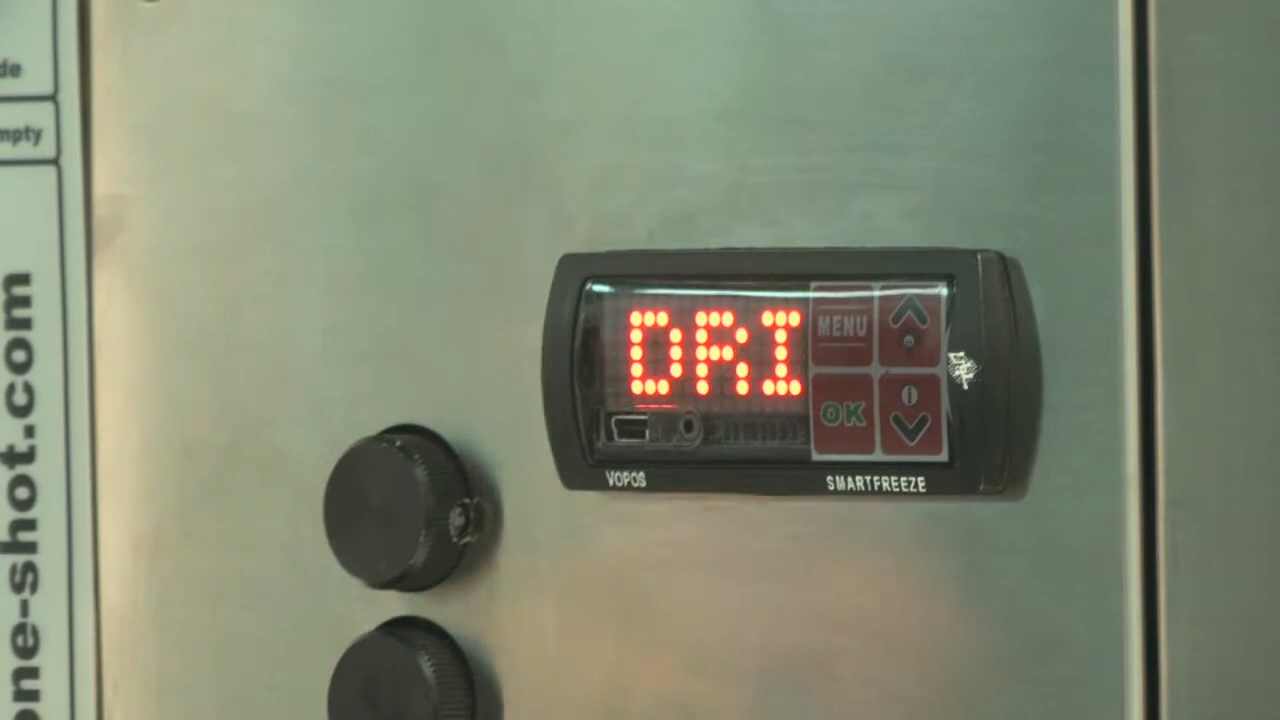 de
mpty
one-shot.com
DRI
MENU
OK
i
VOPOS
SMARTFREEZE